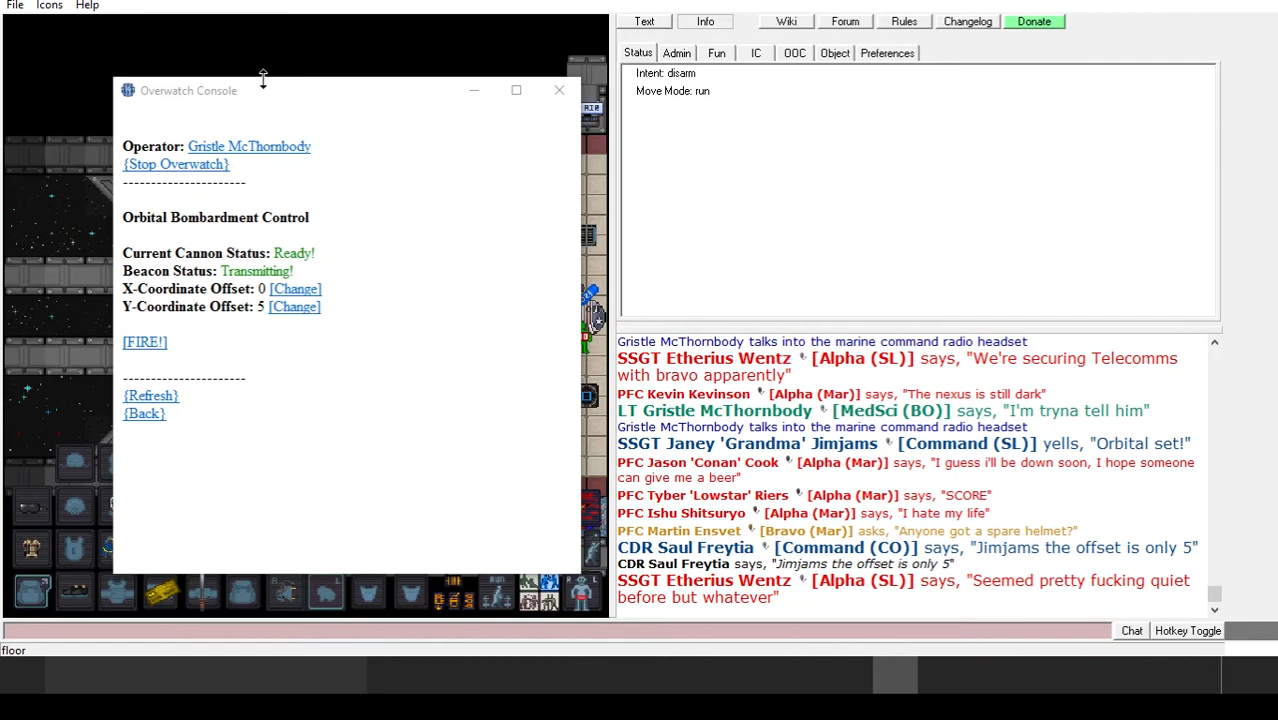 File Icons Help
Overwatch Console
Operator: Gristle McThornbody
{Stop Overwatch}
----------------------
Orbital Bombardment Control
Current Cannon Status: Ready!
Beacon Status: Transmitting!
X-Coordinate Offset: 0 [Change]
Y-Coordinate Offset: 5 [Change]
[FIRE!]
----------------------
{Refresh}
{Back}
Text Info Wiki Forum Rules Changelog Donate
Status Admin Fun IC OOC Object Preferences
Intent: disarm
Move Mode: run
Gristle McThornbody talks into the marine command radio headset
SSGT Etherius Wentz [Alpha (SL)] says, "We're securing Telecomms
with bravo apparently"
PFC Kevin Kevinson [Alpha (Mar)] says, "The nexus is still dark"
LT Gristle McThornbody [MedSci (BO)] says, "I'm tryna tell him"
Gristle McThornbody talks into the marine command radio headset
SSGT Janey 'Grandma' Jimjams [Command (SL)] yells, "Orbital set!"
PFC Jason 'Conan' Cook [Alpha (Mar)] says, "I guess i'll be down soon, I hope someone
can give me a beer"
PFC Tyber 'Lowstar' Riers [Alpha (Mar)] says, "SCORE"
PFC Ishu Shitsuryo [Alpha (Mar)] says, "I hate my life"
PFC Martin Ensvet [Bravo (Mar)] asks, "Anyone got a spare helmet?"
CDR Saul Freytia [Command (CO)] says, "Jimjams the offset is only 5"
CDR Saul Freytia says, "Jimjams the offset is only 5"
SSGT Etherius Wentz [Alpha (SL)] says, "Seemed pretty fucking quiet
before but whatever"
Chat Hotkey Toggle
floor